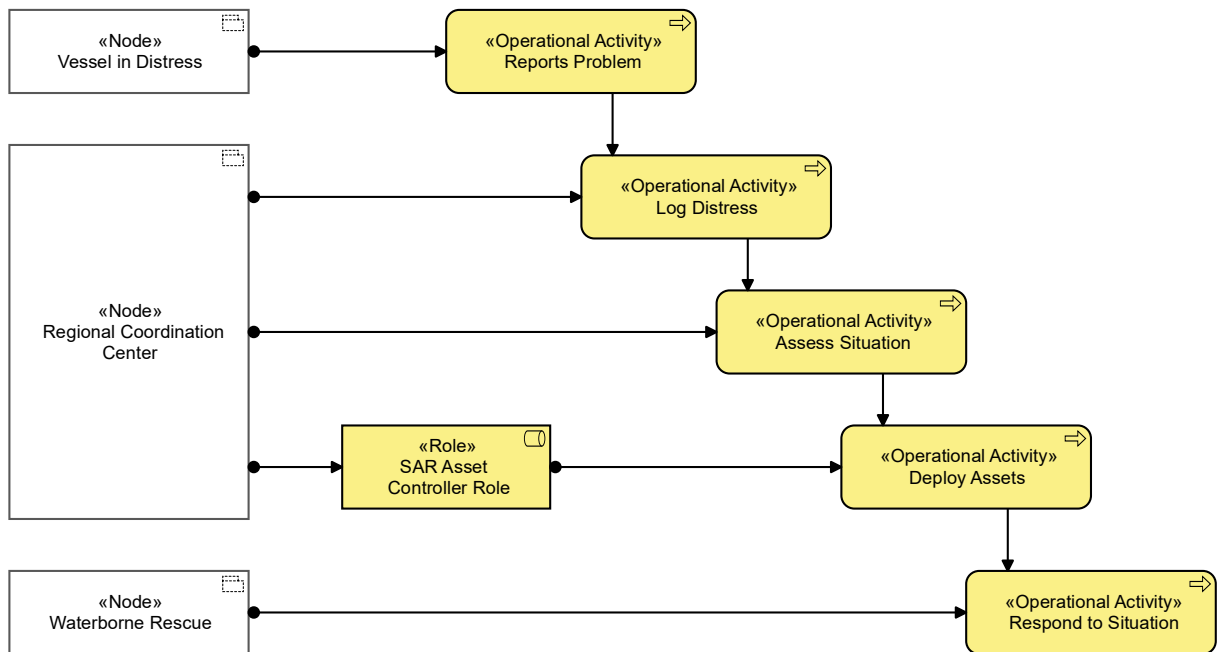 «Node»
Vessel in Distress
«Operational Activity»
Reports Problem
«Operational Activity»
Log Distress
«Node»
Regional Coordination
Center
«Operational Activity»
Assess Situation
«Role»
SAR Asset
Controller Role
«Operational Activity»
Deploy Assets
«Node»
Waterborne Rescue
«Operational Activity»
Respond to Situation